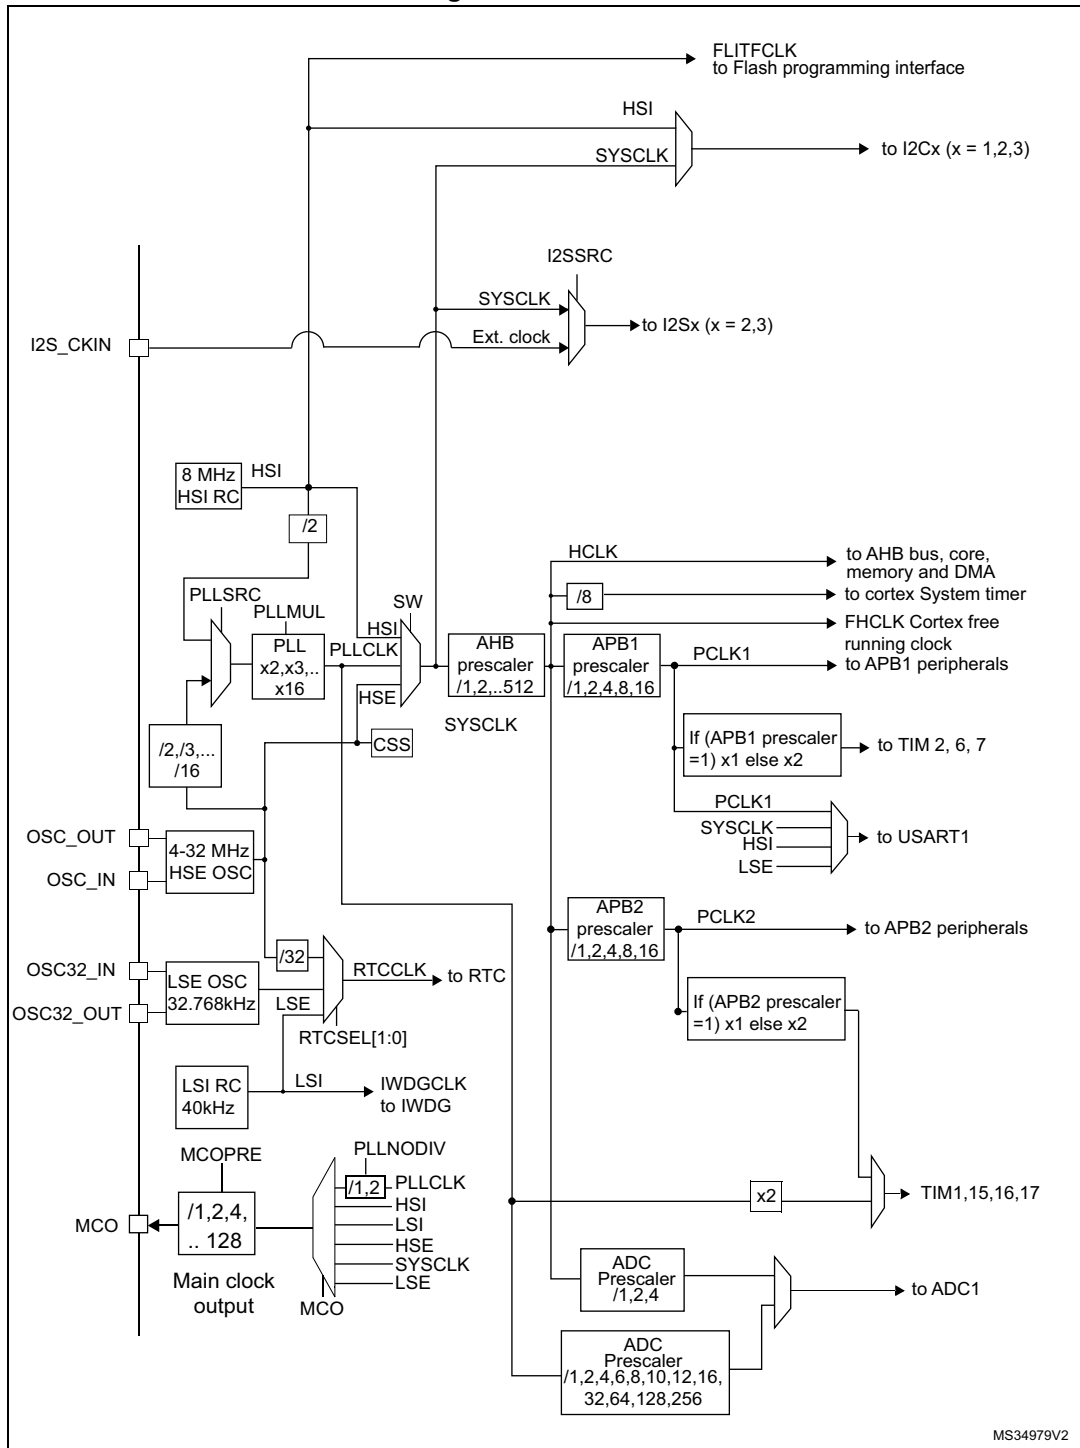 FLITFCLK
to Flash programming interface
HSI
SYSCLK
to I2Cx (x = 1,2,3)
I2SSRC
SYSCLK
to I2Sx (x = 2,3)
Ext. clock
I2S_CKIN
8 MHz
HSI RC
HSI
/2
HCLK
to AHB bus, core,
memory and DMA
/8
to cortex System timer
FHCLK Cortex free
running clock
PLLSRC
PLLMUL
SW
HSI
PLL
x2,x3,..
x16
PLLCLK
HSE
AHB
prescaler
/1,2,..512
APB1
prescaler
/1,2,4,8,16
PCLK1
to APB1 peripherals
SYSCLK
CSS
/2,/3,...
/16
If (APB1 prescaler
=1) x1 else x2
to TIM 2, 6, 7
PCLK1
SYSCLK
HSI
LSE
to USART1
OSC_OUT
OSC_IN
4-32 MHz
HSE OSC
APB2
prescaler
/1,2,4,8,16
PCLK2
to APB2 peripherals
/32
OSC32_IN
OSC32_OUT
LSE OSC
32.768kHz
LSE
RTCCLK
to RTC
RTCSEL[1:0]
If (APB2 prescaler
=1) x1 else x2
LSI RC
40kHz
LSI
IWDGCLK
to IWDG
PLLNODIV
MCOPRE
/1,2
PLLCLK
HSI
LSI
HSE
SYSCLK
LSE
MCO
/1,2,4,
.. 128
Main clock
output
MCO
x2
TIM1,15,16,17
ADC
Prescaler
/1,2,4
to ADC1
ADC
Prescaler
/1,2,4,6,8,10,12,16,
32,64,128,256
MS34979V2